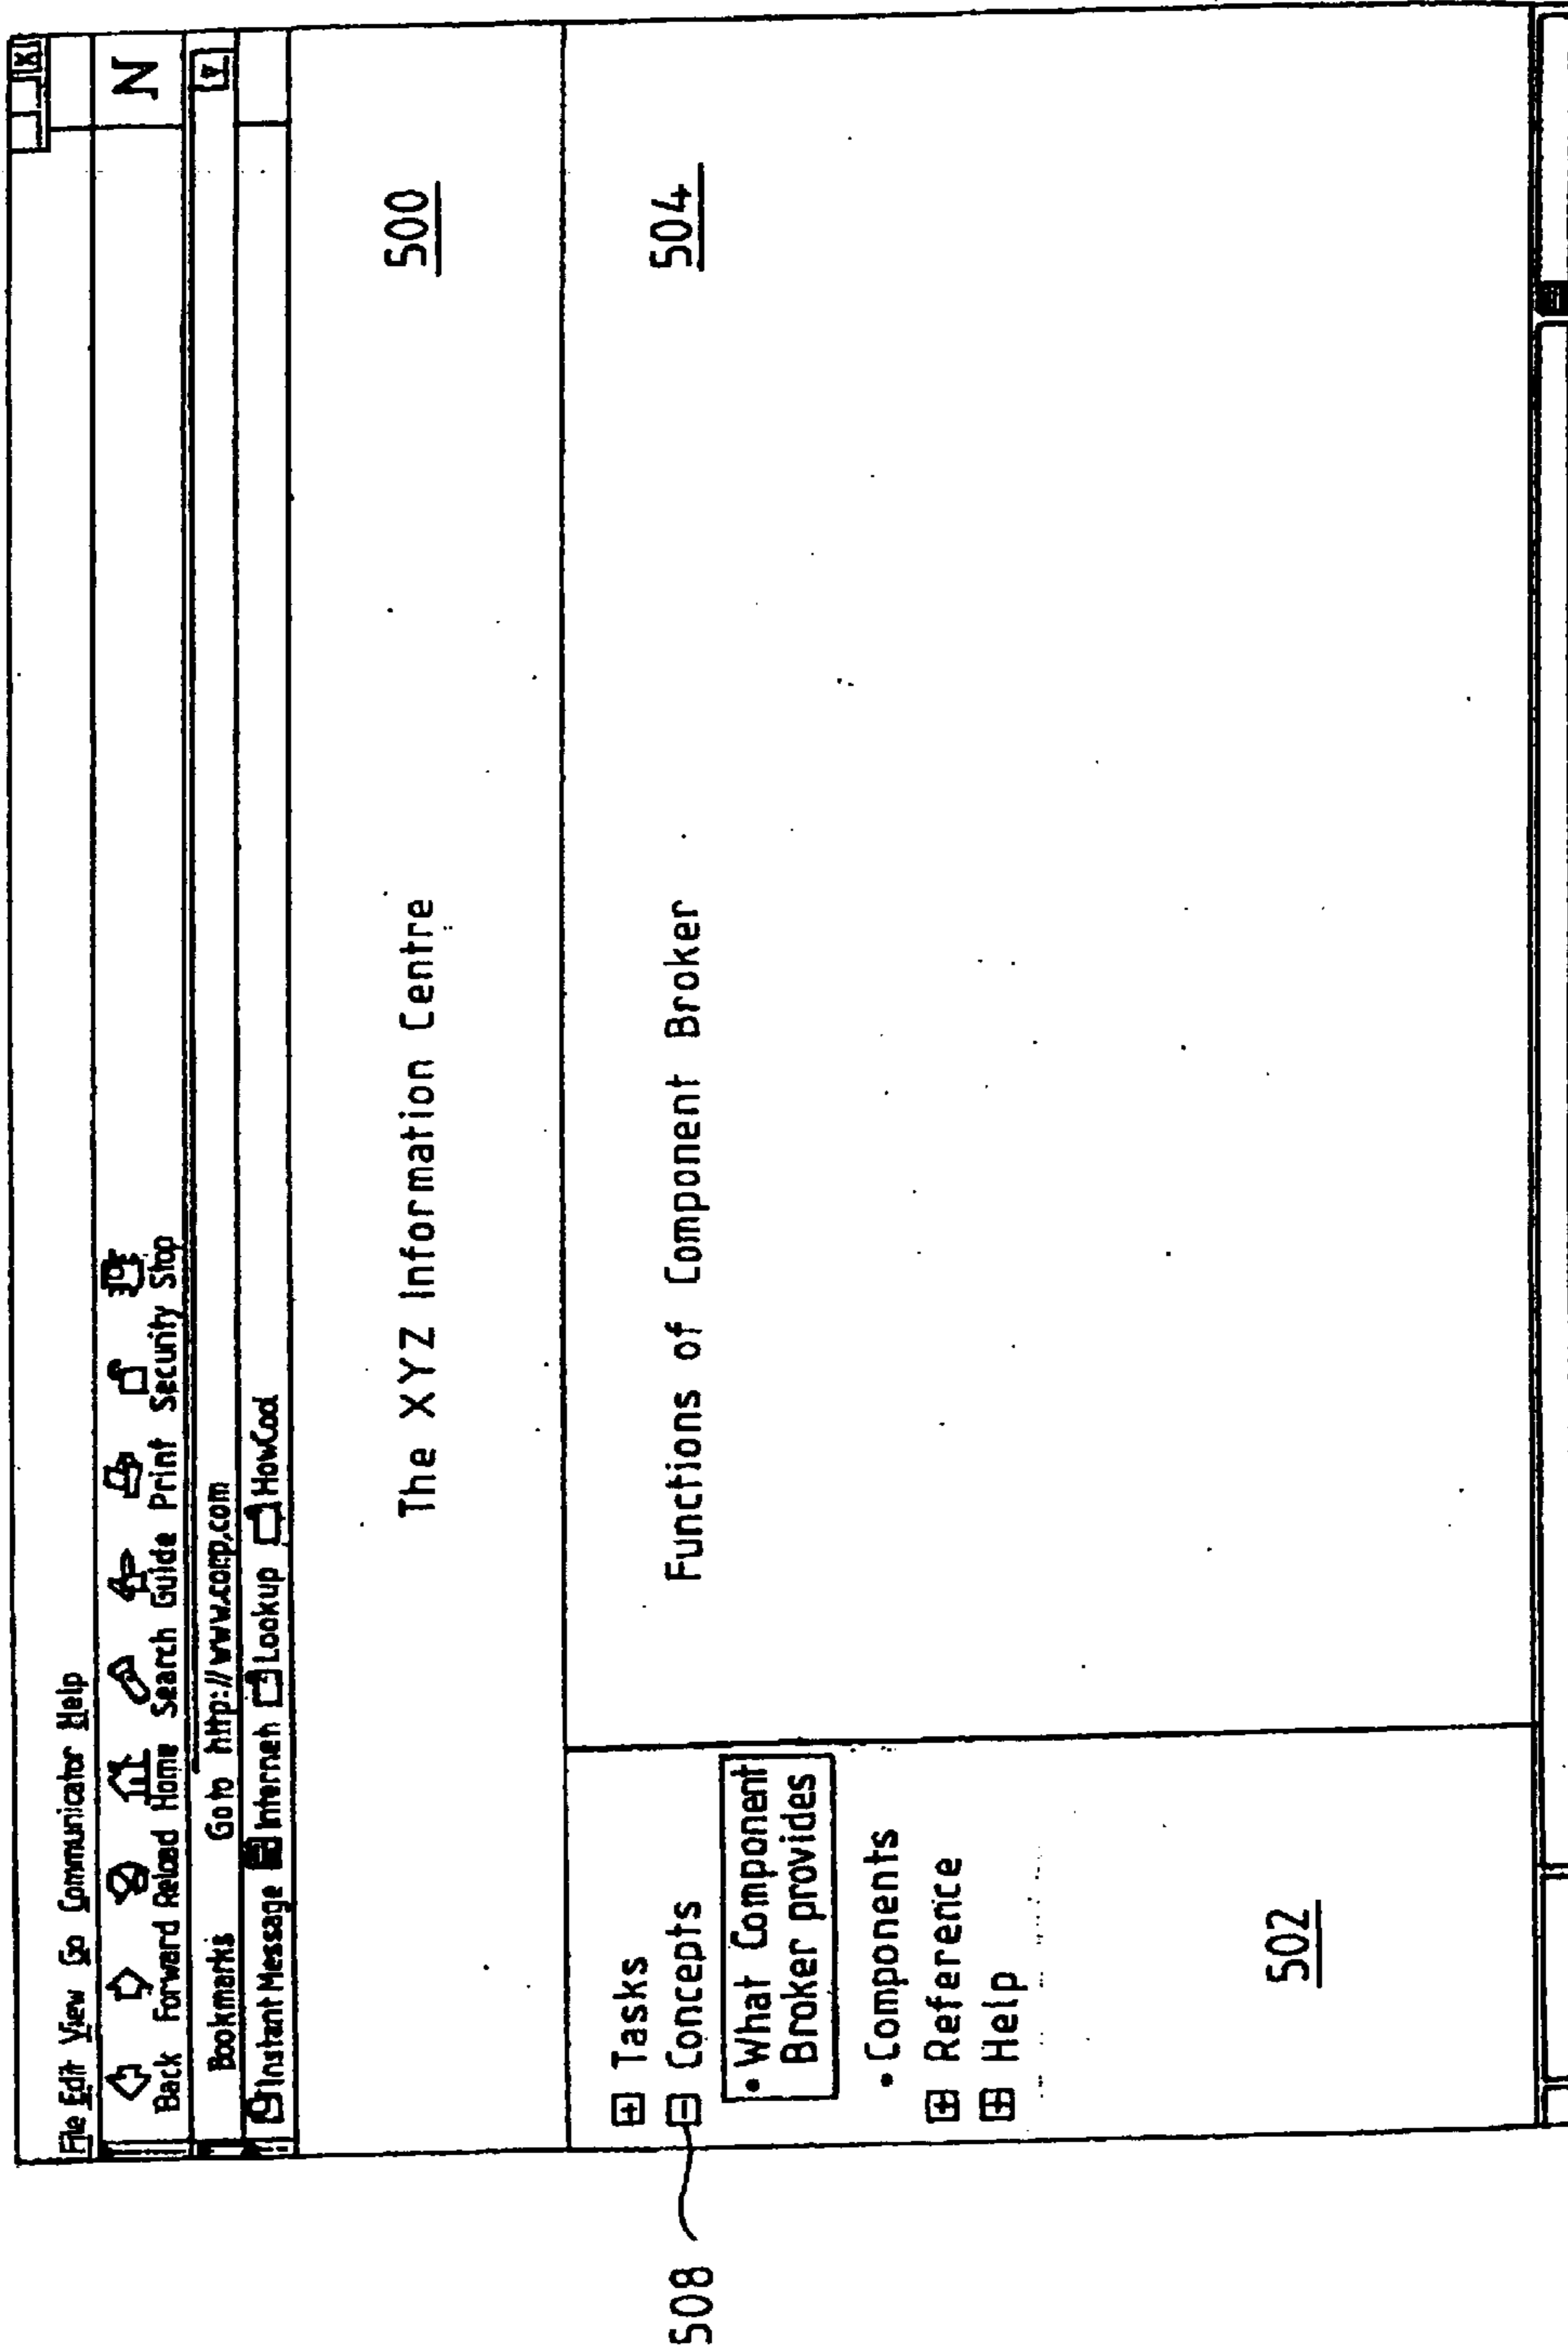 File Edit View Go Communicator Help
N
Back Forward Reload Home Search Guide Print Security Stop
Bookmarks Go to http://www.corp.com
Instant Message Internet Lookup HowCool
The XYZ Information Centre
500
Tasks
Concepts
• What Component
Broker provides
• Components
Reference
Help
502
Functions of Component Broker
504
508